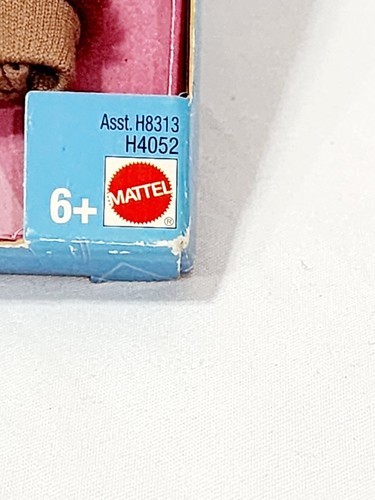 Asst. H8313
H4052
6+
MATTEL
®